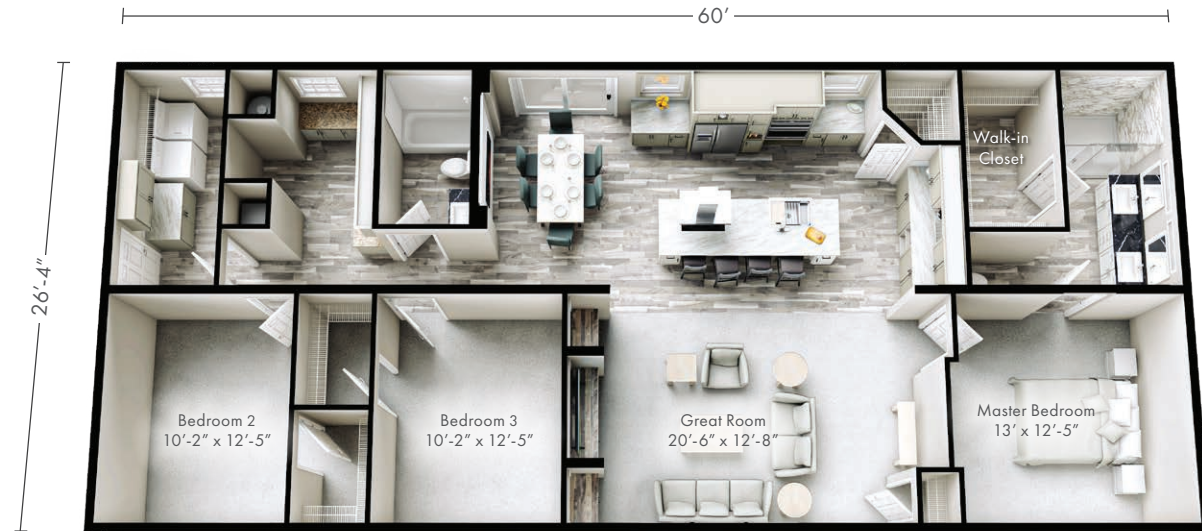 60’
26’-4”
Walk-in
Closet
Bedroom 2
10’-2” x 12’-5”
Bedroom 3
10’-2” x 12’-5”
Great Room
20’-6” x 12’-8”
Master Bedroom
13’ x 12’-5”